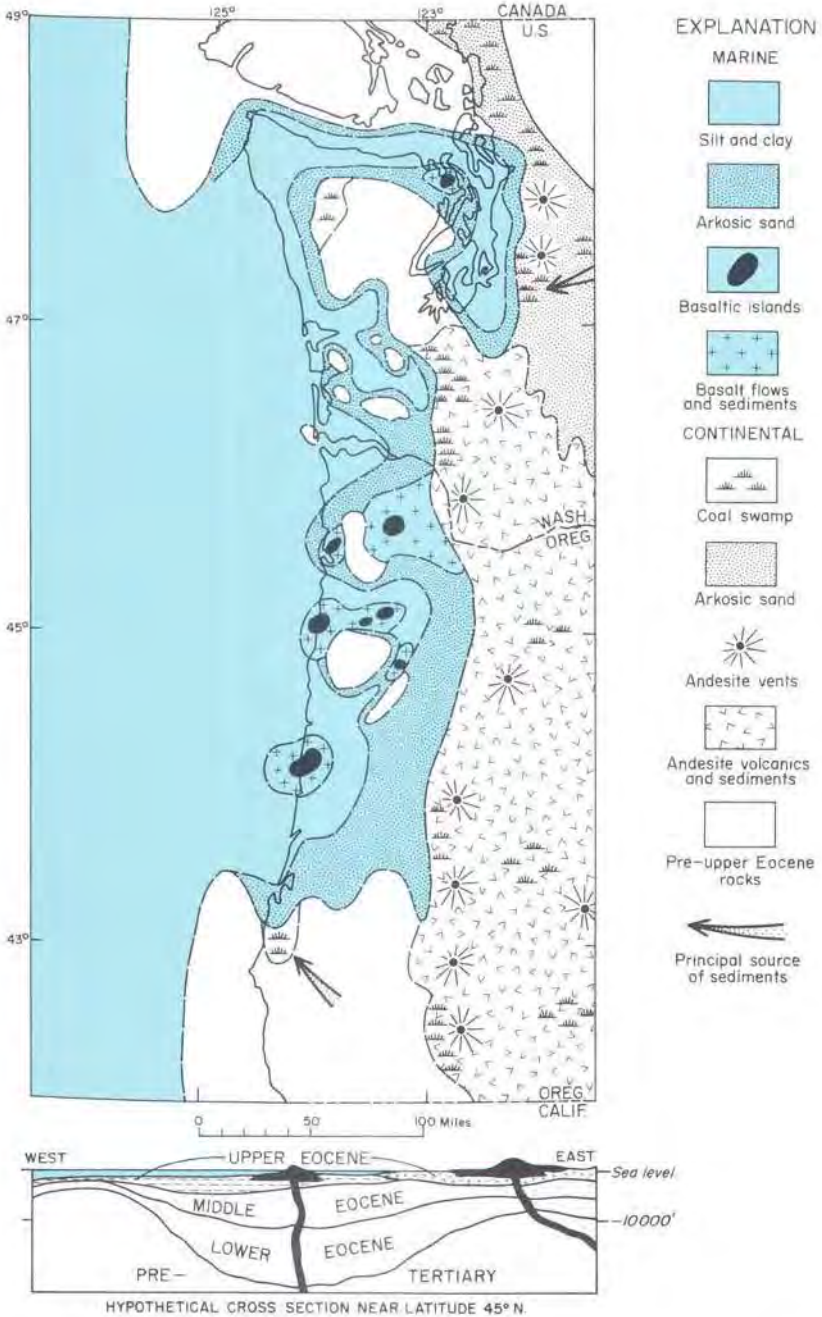 49°
125°
123°
CANADA
U.S.
47°
WASH
OREG
45°
43°
OREG.
CALIF.
0 50 100 Miles
EXPLANATION
MARINE
Silt and clay
Arkosic sand
Basaltic islands
Basalt flows
and sediments
CONTINENTAL
Coal swamp
Arkosic sand
Andesite vents
Andesite volcanics
and sediments
Pre-upper Eocene
rocks
Principal source
of sediments
WEST
UPPER EOCENE
EAST
Sea level
MIDDLE EOCENE
-10000'
LOWER EOCENE
PRE- TERTIARY
HYPOTHETICAL CROSS SECTION NEAR LATITUDE 45° N.